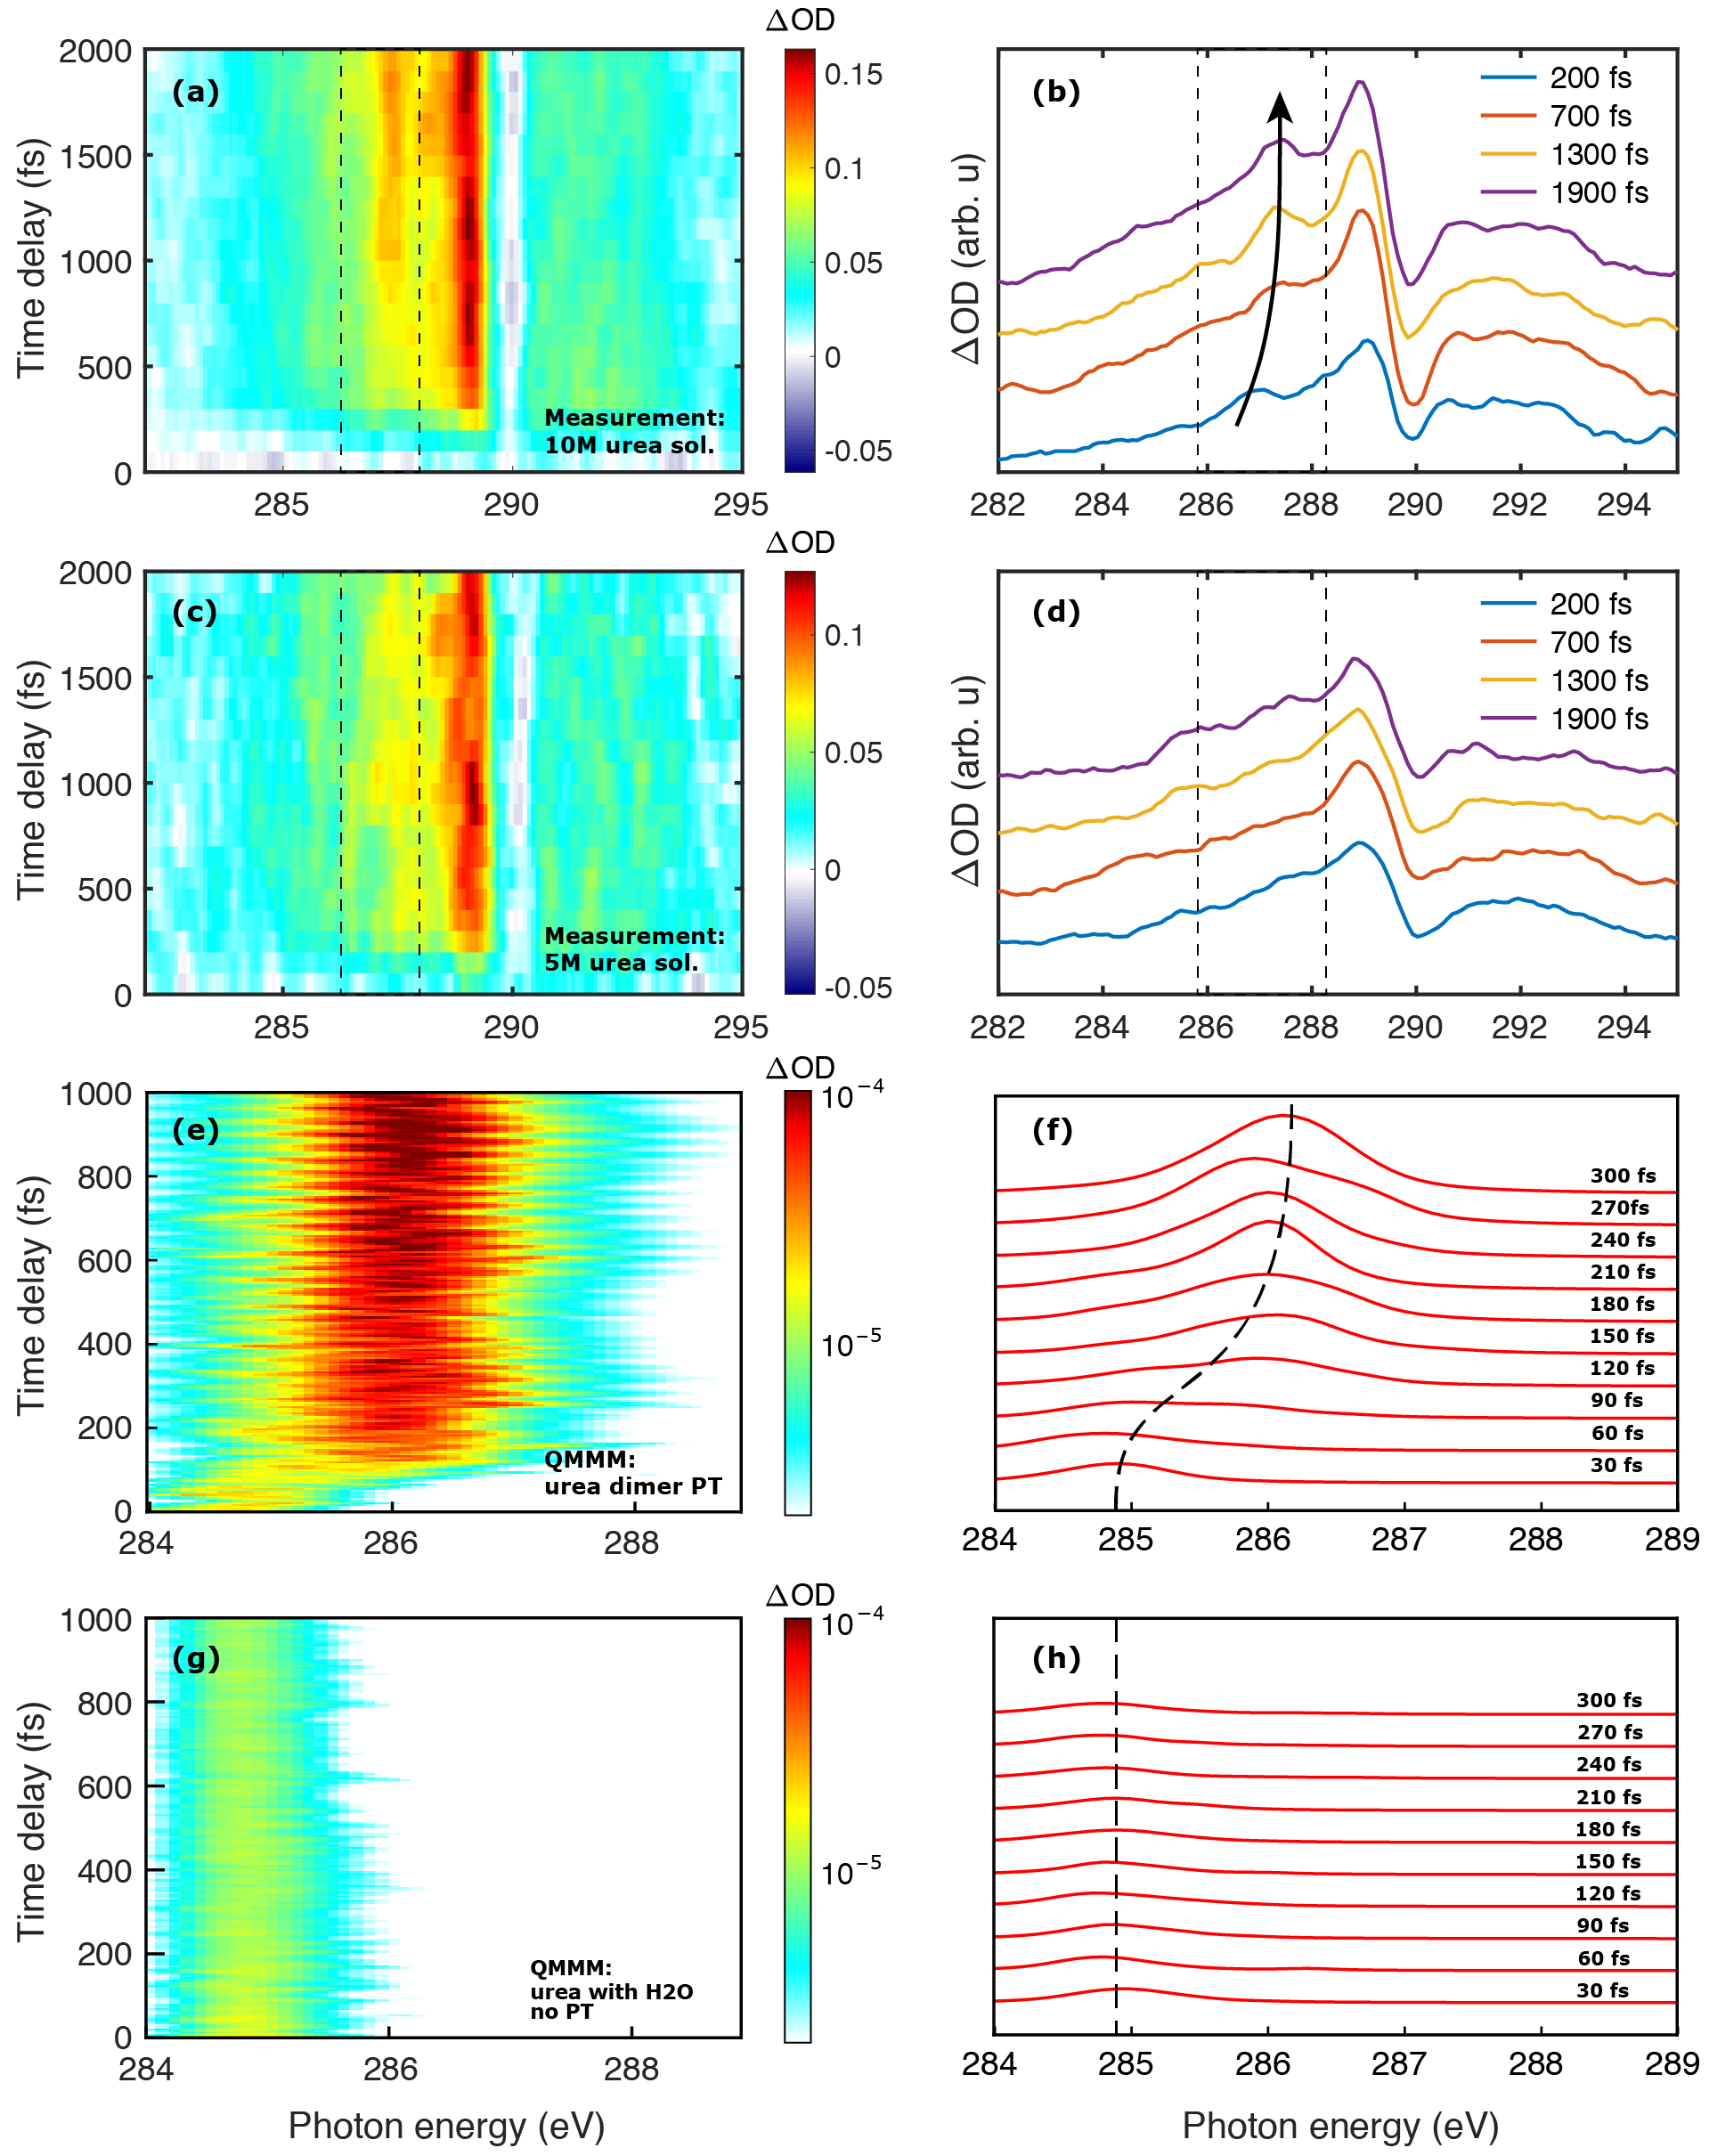 ΔOD
(a)
2000
1500
1000
500
0
Time delay (fs)
285
290
295
Measurement:
10M urea sol.
0.15
0.1
0.05
0
-0.05
(b)
200 fs
700 fs
1300 fs
1900 fs
ΔOD (arb. u)
282
284
286
288
290
292
294
ΔOD
(c)
2000
1500
1000
500
0
Time delay (fs)
285
290
295
Measurement:
5M urea sol.
0.1
0.05
0
-0.05
(d)
200 fs
700 fs
1300 fs
1900 fs
ΔOD (arb. u)
282
284
286
288
290
292
294
ΔOD
(e)
1000
800
600
400
200
0
Time delay (fs)
284
286
288
QMMM:
urea dimer PT
10⁻⁴
10⁻⁵
(f)
300 fs
270fs
240 fs
210 fs
180 fs
150 fs
120 fs
90 fs
60 fs
30 fs
284
285
286
287
288
289
ΔOD
(g)
1000
800
600
400
200
0
Time delay (fs)
284
286
288
QMMM:
urea with H2O
no PT
10⁻⁴
10⁻⁵
Photon energy (eV)
(h)
300 fs
270 fs
240 fs
210 fs
180 fs
150 fs
120 fs
90 fs
60 fs
30 fs
284
285
286
287
288
289
Photon energy (eV)